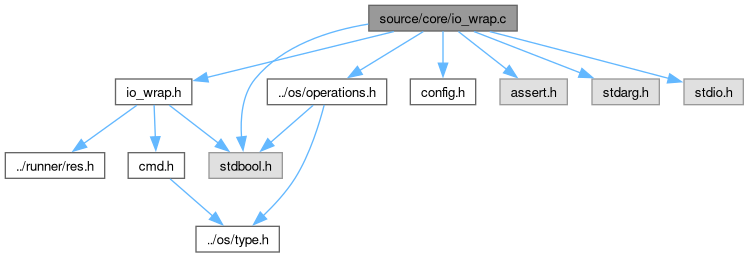 source/core/io_wrap.c
io_wrap.h
../os/operations.h
config.h
assert.h
stdarg.h
stdio.h
../runner/res.h
cmd.h
stdbool.h
../os/type.h